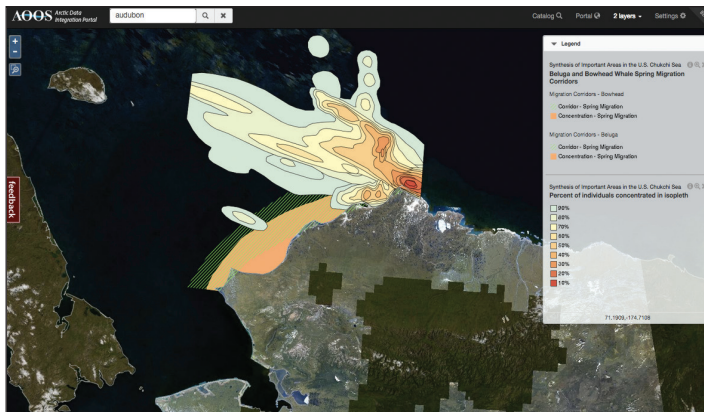 AOOS Arctic Data Integration Portal
audubon
Catalog
Portal
2 layers
Settings
+
-
feedback
Legend
Synthesis of Important Areas in the U.S. Chukchi Sea
Beluga and Bowhead Whale Spring Migration
Corridors
Migration Corridors - Bowhead
Corridor - Spring Migration
Concentration - Spring Migration
Migration Corridors - Beluga
Corridor - Spring Migration
Concentration - Spring Migration
Synthesis of Important Areas in the U.S. Chukchi Sea
Percent of individuals concentrated in isopleth
90%
80%
70%
60%
50%
40%
30%
20%
10%
71.1909,-174.7108